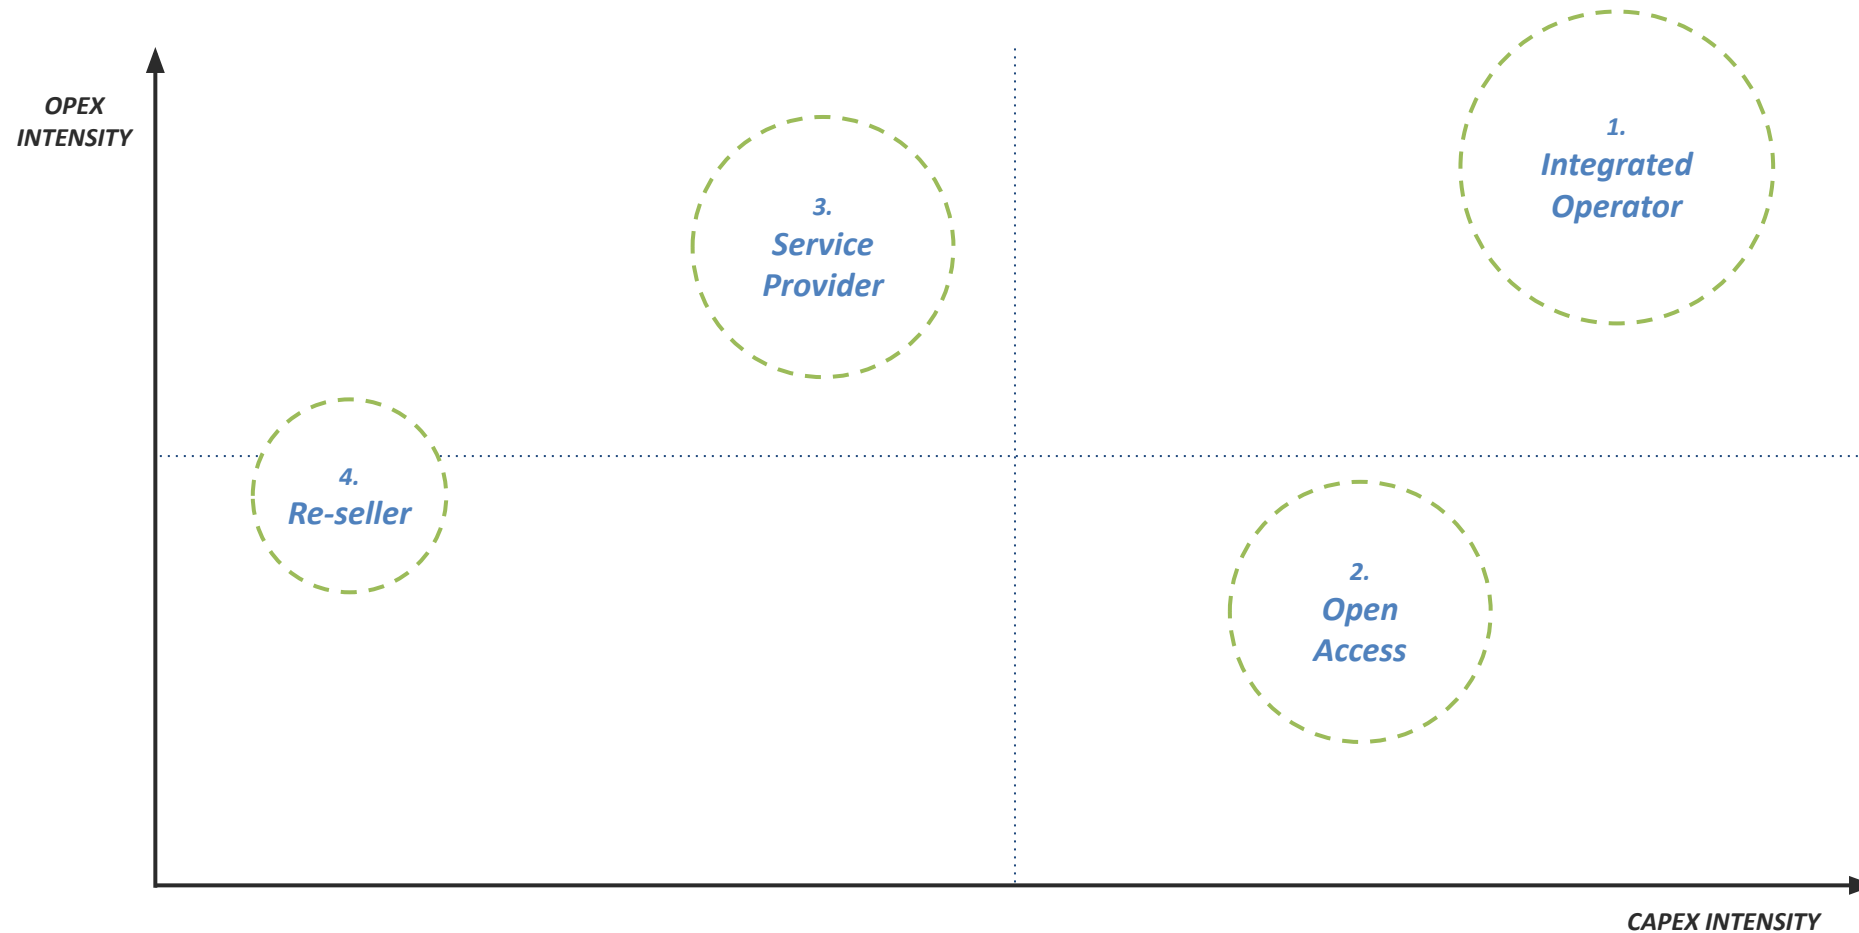 OPEX
INTENSITY
1.
Integrated
Operator
3.
Service
Provider
4.
Re-seller
2.
Open
Access
CAPEX INTENSITY